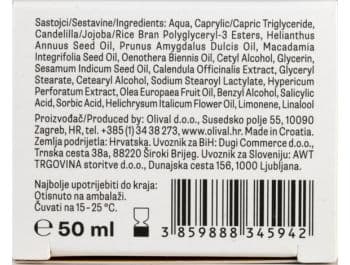 Sastojci/Sestavine/Ingredients: Aqua, Caprylic/Capric Triglyceride,
Candelilla/Jojoba/Rice Bran Polyglyceryl-3 Esters, Helianthus
Annuus Seed Oil, Prunus Amygdalus Dulcis Oil, Macadamia
Integrifolia Seed Oil, Oenothera Biennis Oil, Cetyl Alcohol, Glycerin,
Sesamum Indicum Seed Oil, Calendula Officinalis Extract, Glyceryl
Stearate, Cetearyl Alcohol, Sodium Stearoyl Lactylate, Hypericum
Perforatum Extract, Olea Europaea Fruit Oil, Benzyl Alcohol, Salicylic
Acid, Sorbic Acid, Helichrysum Italicum Flower Oil, Limonene, Linalool
Proizvođač/Produced by: Olival d.o.o., Susedsko polje 55, 10090
Zagreb, HR, tel. +385 (1) 34 38 273, www.olival.hr. Made in Croatia.
Zemlja podrijetla: Hrvatska. Uvoznik za BiH: Dugi Commerce d.o.o.,
Trnska cesta 38a, 88220 Široki Brijeg. Uvoznik za Sloveniju: AWT
TRGOVINA storitve d.o.o., Dunajska cesta 156, 1000 Ljubljana.
Najbolje upotrijebiti do kraja:
Otisnuto na ambalaži.
Čuvati na 15-25 °C.
℮ 50 ml
3 859888 345942